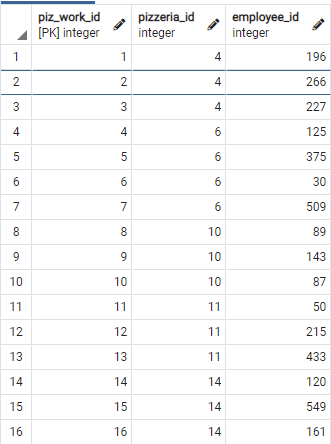 piz_work_id pizzeria_id employee_id
[PK] integer integer integer
1 1 4 196
2 2 4 266
3 3 4 227
4 4 6 125
5 5 6 375
6 6 6 30
7 7 6 509
8 8 10 89
9 9 10 143
10 10 10 87
11 11 11 50
12 12 11 215
13 13 11 433
14 14 14 120
15 15 14 549
16 16 14 161